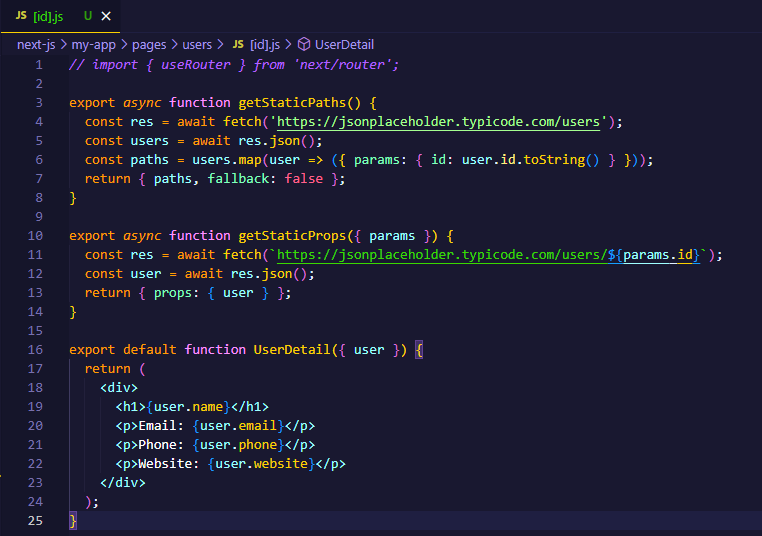 JS [id].js U ×
next-js > my-app > pages > users > JS [id].js > UserDetail
1 // import { useRouter } from 'next/router';
2
3 export async function getStaticPaths() {
4 const res = await fetch('https://jsonplaceholder.typicode.com/users');
5 const users = await res.json();
6 const paths = users.map(user => ({ params: { id: user.id.toString() } }));
7 return { paths, fallback: false };
8 }
9
10 export async function getStaticProps({ params }) {
11 const res = await fetch(`https://jsonplaceholder.typicode.com/users/${params.id}`);
12 const user = await res.json();
13 return { props: { user } };
14 }
15
16 export default function UserDetail({ user }) {
17 return (
18 <div>
19 <h1>{user.name}</h1>
20 <p>Email: {user.email}</p>
21 <p>Phone: {user.phone}</p>
22 <p>Website: {user.website}</p>
23 </div>
24 );
25 }